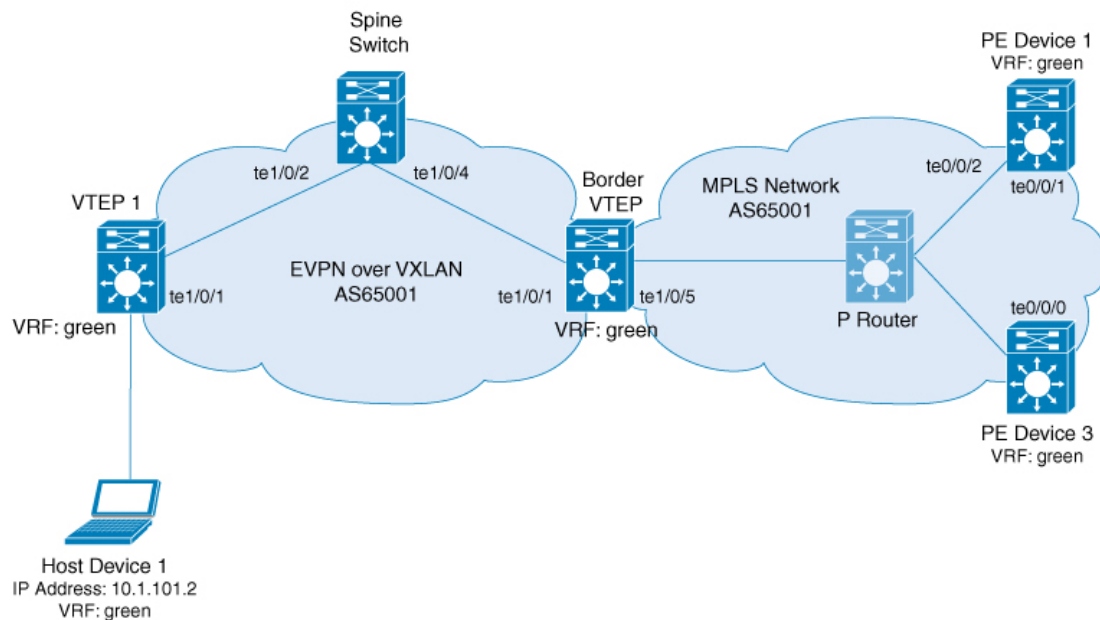 Spine
Switch
PE Device 1
VRF: green
te1/0/2
te1/0/4
te0/0/2
te0/0/1
VTEP 1
Border
VTEP
MPLS Network
AS65001
EVPN over VXLAN
AS65001
te1/0/1
te1/0/1
te1/0/5
te0/0/0
VRF: green
VRF: green
P Router
PE Device 3
VRF: green
Host Device 1
IP Address: 10.1.101.2
VRF: green